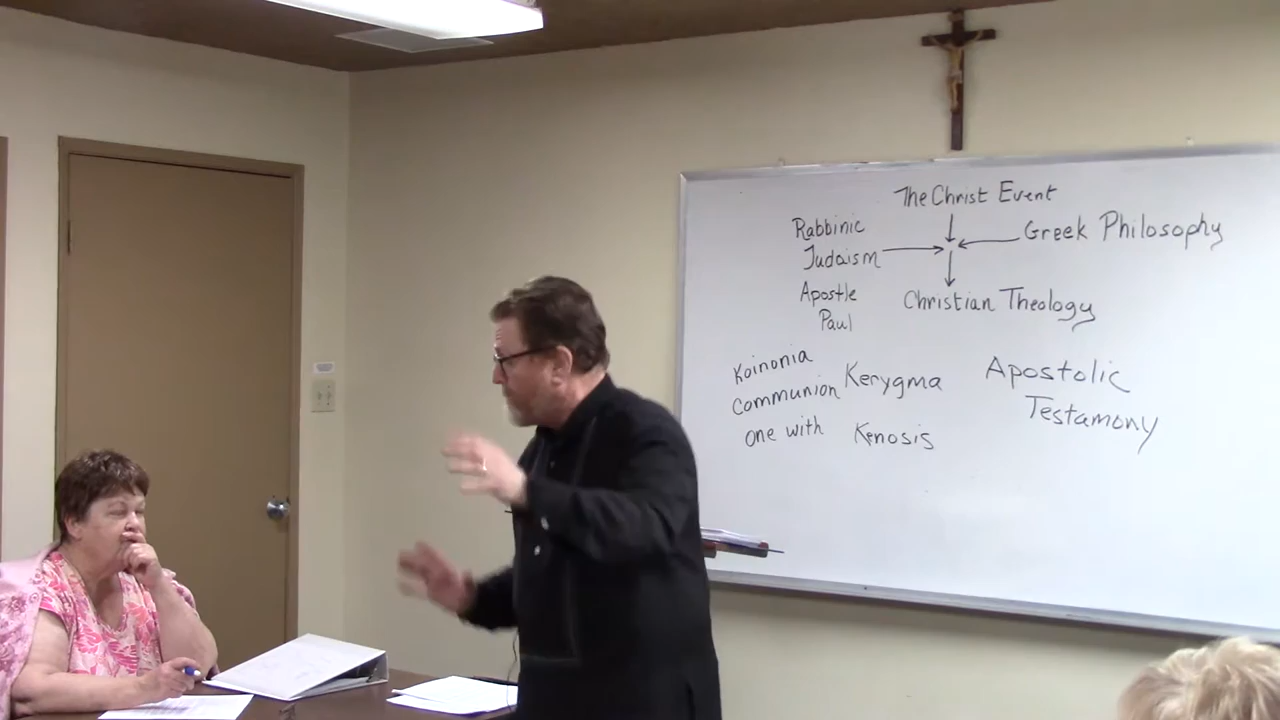 The Christ Event
Rabbinic
Judaism
Greek Philosophy
Apostle
Paul
Christian Theology
Koinonia
communion
one with
Kerygma
Kenosis
Apostolic
Testamony